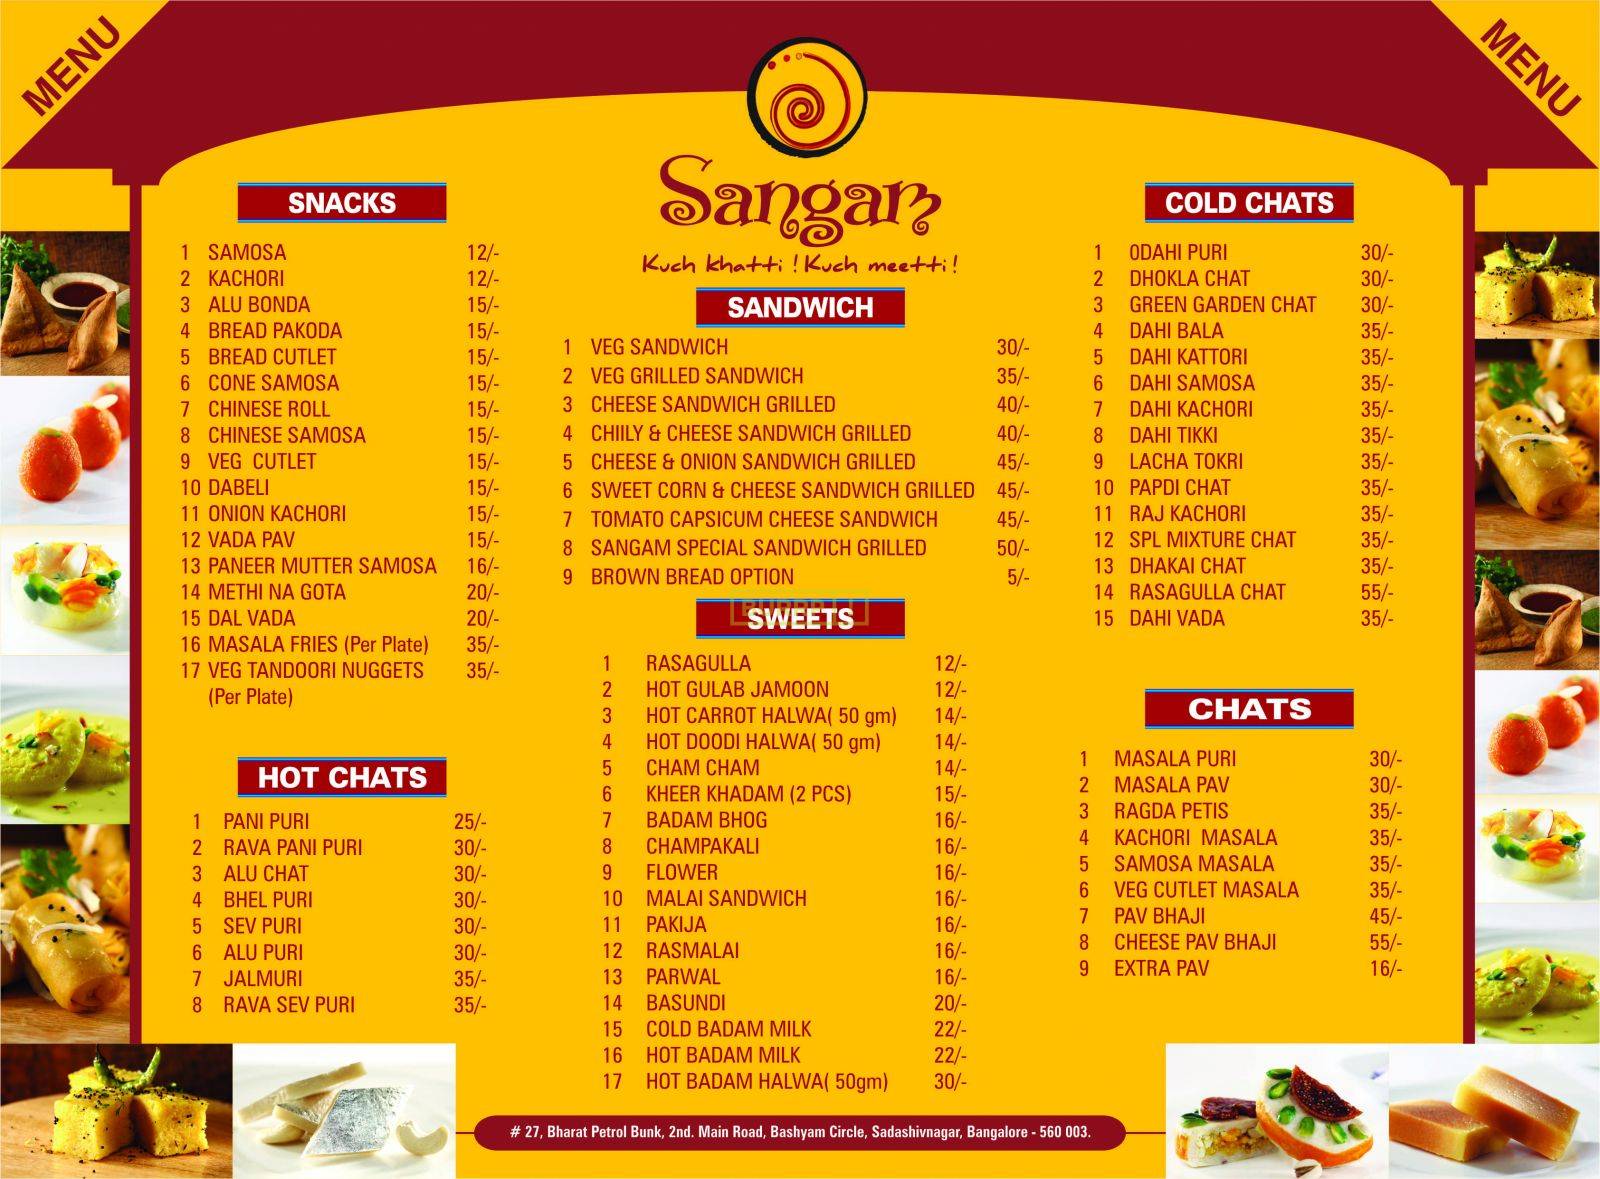 MENU
MENU
Sangam
Kuch khatti ! Kuch meetti !
SNACKS
1 SAMOSA 12/-
2 KACHORI 12/-
3 ALU BONDA 15/-
4 BREAD PAKODA 15/-
5 BREAD CUTLET 15/-
6 CONE SAMOSA 15/-
7 CHINESE ROLL 15/-
8 CHINESE SAMOSA 15/-
9 VEG CUTLET 15/-
10 DABELI 15/-
11 ONION KACHORI 15/-
12 VADA PAV 15/-
13 PANEER MUTTER SAMOSA 16/-
14 METHI NA GOTA 20/-
15 DAL VADA 20/-
16 MASALA FRIES (Per Plate) 35/-
17 VEG TANDOORI NUGGETS 35/-
(Per Plate)
HOT CHATS
1 PANI PURI 25/-
2 RAVA PANI PURI 30/-
3 ALU CHAT 30/-
4 BHEL PURI 30/-
5 SEV PURI 30/-
6 ALU PURI 30/-
7 JALMURI 35/-
8 RAVA SEV PURI 35/-
SANDWICH
1 VEG SANDWICH 30/-
2 VEG GRILLED SANDWICH 35/-
3 CHEESE SANDWICH GRILLED 40/-
4 CHIILY & CHEESE SANDWICH GRILLED 40/-
5 CHEESE & ONION SANDWICH GRILLED 45/-
6 SWEET CORN & CHEESE SANDWICH GRILLED 45/-
7 TOMATO CAPSICUM CHEESE SANDWICH 45/-
8 SANGAM SPECIAL SANDWICH GRILLED 50/-
9 BROWN BREAD OPTION 5/-
SWEETS
1 RASAGULLA 12/-
2 HOT GULAB JAMOON 12/-
3 HOT CARROT HALWA( 50 gm) 14/-
4 HOT DOODI HALWA( 50 gm) 14/-
5 CHAM CHAM 14/-
6 KHEER KHADAM (2 PCS) 15/-
7 BADAM BHOG 16/-
8 CHAMPAKALI 16/-
9 FLOWER 16/-
10 MALAI SANDWICH 16/-
11 PAKIJA 16/-
12 RASMALAI 16/-
13 PARWAL 16/-
14 BASUNDI 20/-
15 COLD BADAM MILK 22/-
16 HOT BADAM MILK 22/-
17 HOT BADAM HALWA( 50gm) 30/-
COLD CHATS
1 0DAHI PURI 30/-
2 DHOKLA CHAT 30/-
3 GREEN GARDEN CHAT 30/-
4 DAHI BALA 35/-
5 DAHI KATTORI 35/-
6 DAHI SAMOSA 35/-
7 DAHI KACHORI 35/-
8 DAHI TIKKI 35/-
9 LACHA TOKRI 35/-
10 PAPDI CHAT 35/-
11 RAJ KACHORI 35/-
12 SPL MIXTURE CHAT 35/-
13 DHAKAI CHAT 35/-
14 RASAGULLA CHAT 55/-
15 DAHI VADA 35/-
CHATS
1 MASALA PURI 30/-
2 MASALA PAV 30/-
3 RAGDA PETIS 35/-
4 KACHORI MASALA 35/-
5 SAMOSA MASALA 35/-
6 VEG CUTLET MASALA 35/-
7 PAV BHAJI 45/-
8 CHEESE PAV BHAJI 55/-
9 EXTRA PAV 16/-
# 27, Bharat Petrol Bunk, 2nd. Main Road, Bashyam Circle, Sadashivnagar, Bangalore - 560 003.